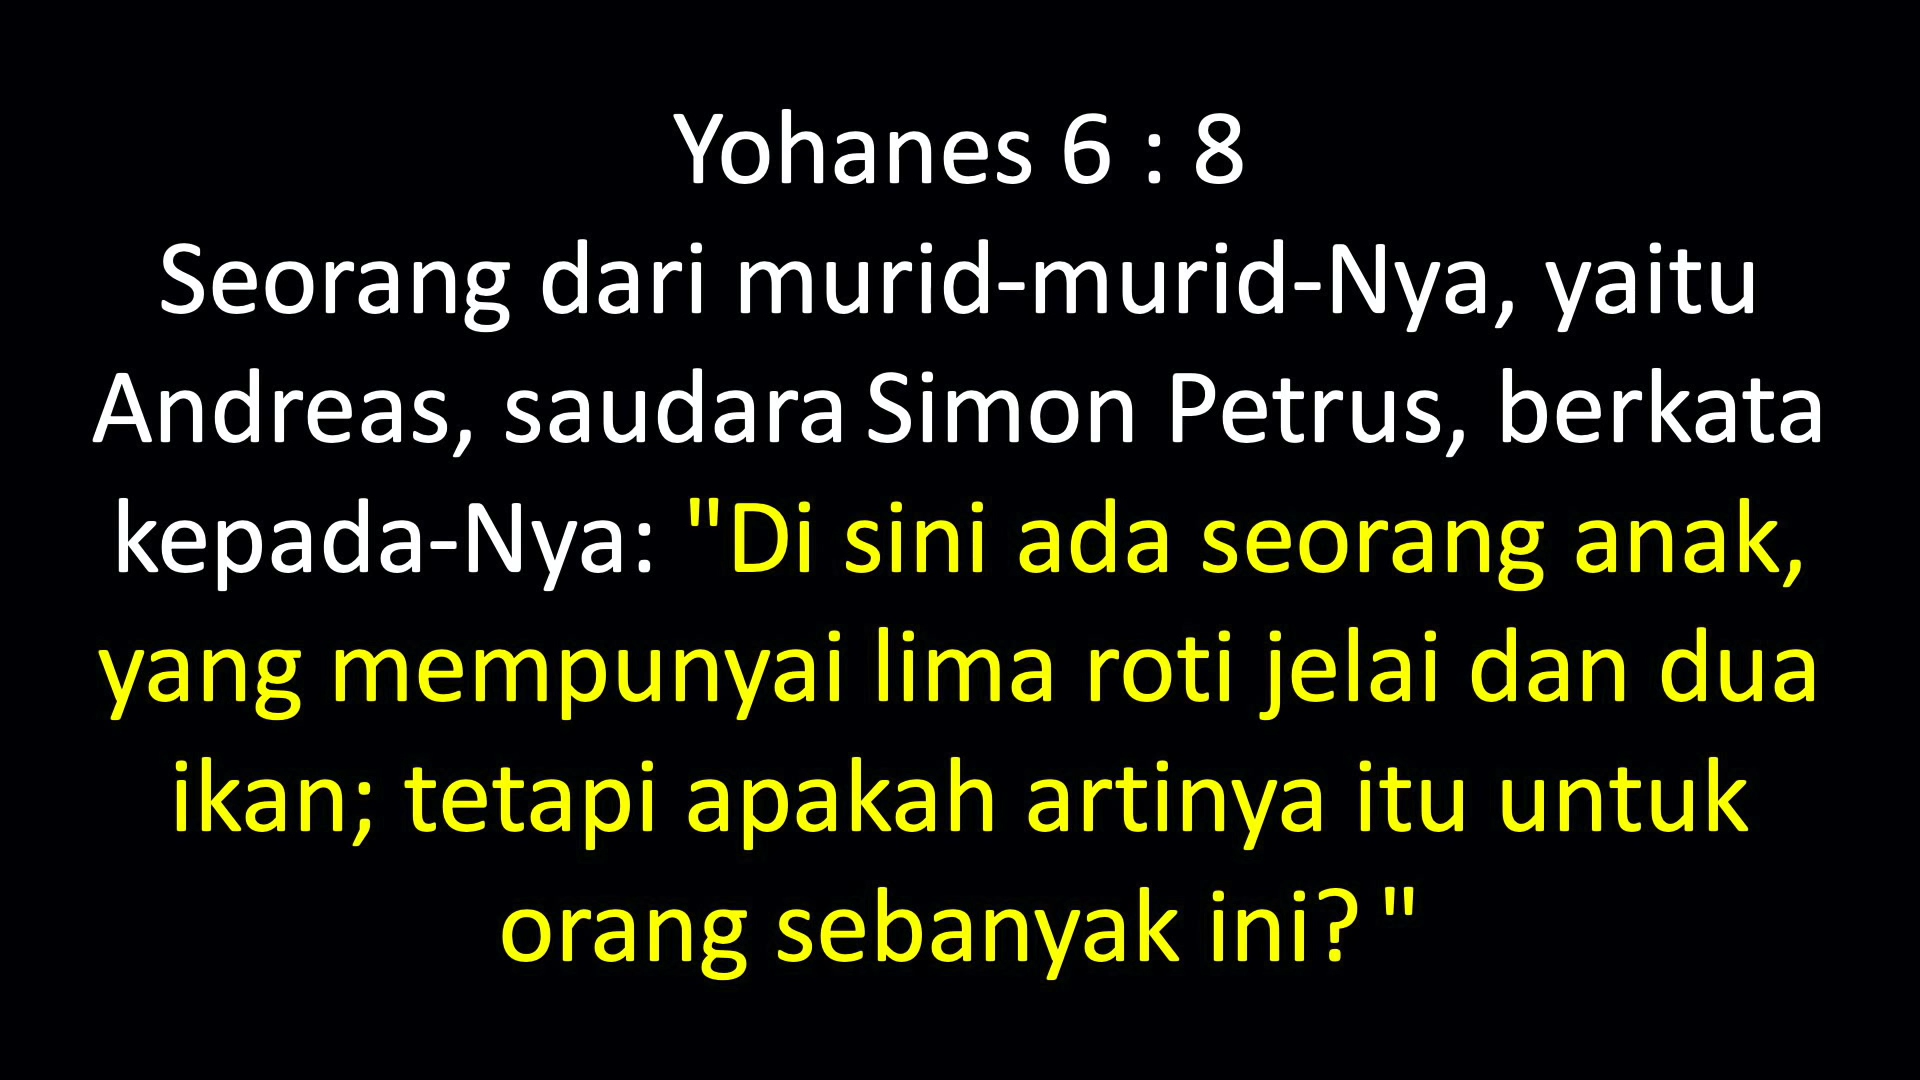 Yohanes 6 : 8
Seorang dari murid-murid-Nya, yaitu
Andreas, saudara Simon Petrus, berkata
kepada-Nya: "Di sini ada seorang anak,
yang mempunyai lima roti jelai dan dua
ikan; tetapi apakah artinya itu untuk
orang sebanyak ini? "